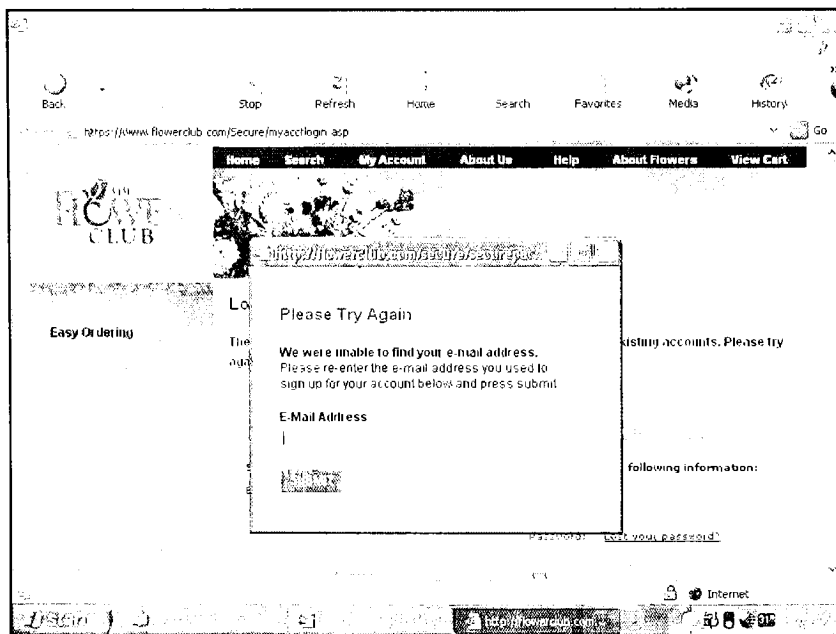 Back Stop Refresh Home Search Favorites Media History
https://www.flowerclub.com/Secure/myacctlogin.asp Go
Home Search My Account About Us Help About Flowers View Cart
CLUB
Please Try Again
Easy Ordering
We were unable to find your e-mail address.
Please re-enter the e-mail address you used to
sign up for your account below and press submit
xisting accounts. Please try
aga
E-Mail Address
following information:
Password: Lost your password?
Internet